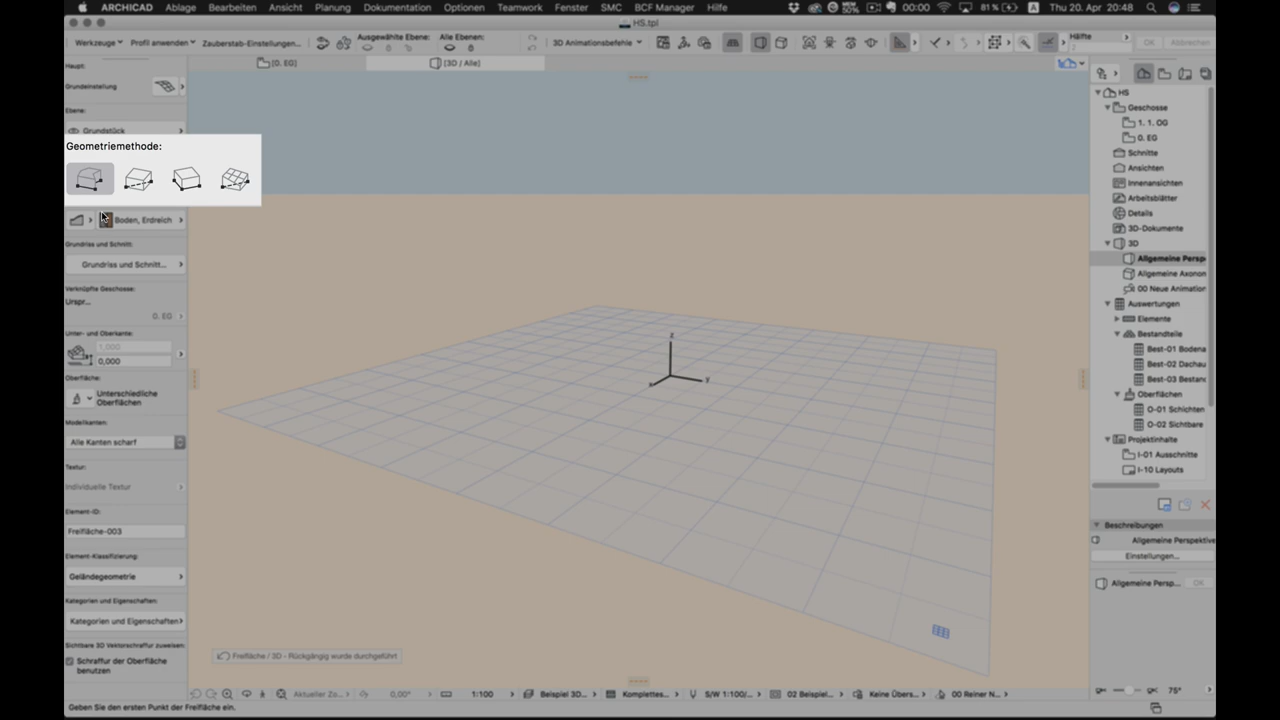 ARCHICAD Ablage Bearbeiten Ansicht Planung Dokumentation Optionen Teamwork Fenster SMC BCF Manager Hilfe 00:00 81 % Thu 20. Apr 20:48
HS.tpl
Werkzeuge Profil anwenden Zauberstab-Einstellungen... Ausgewählte Ebene: Alle Ebenen: 3D Animationsbefehle Hälfte 2 OK Abbrechen
[0. EG] [3D / Alle]
Haupt:
Grundeinstellung
Ebene:
Grundstück
Geometriemethode:
Boden, Erdreich
Grundriss und Schnitt:
Grundriss und Schnitt...
Verknüpfte Geschosse:
Urspr...
0. EG
Unter- und Oberkante:
1,000
0,000
Oberfläche:
Unterschiedliche
Oberflächen
Modellkanten:
Alle Kanten scharf
Textur:
Individuelle Textur
Element-ID:
Freifläche-003
Element-Klassifizierung:
Geländegeometrie
Kategorien und Eigenschaften:
Kategorien und Eigenschaften
Sichtbare 3D Vektorschraffur zuweisen:
Schraffur der Oberfläche
benutzen
z
x y
Freifläche / 3D - Rückgängig wurde durchgeführt
HS
Geschosse
1. 1. OG
0. EG
Schnitte
Ansichten
Innenansichten
Arbeitsblätter
Details
3D-Dokumente
3D
Allgemeine Persp
Allgemeine Axonon
00 Neue Animation
Auswertungen
Elemente
Bestandteile
Best-01 Bodena
Best-02 Dachau
Best-03 Bestand
Oberflächen
O-01 Schichten
O-02 Sichtbare
Projektinhalte
I-01 Ausschnitte
I-10 Layouts
Beschreibungen
Allgemeine Perspektive
Einstellungen...
Allgemeine Persp... OK
Aktueller Zo... 0,00° 1:100 Beispiel 3D... Komplettes... S/W 1:100/... 02 Beispiel... Keine Übers... 00 Reiner N... 75°
Geben Sie den ersten Punkt der Freifläche ein.